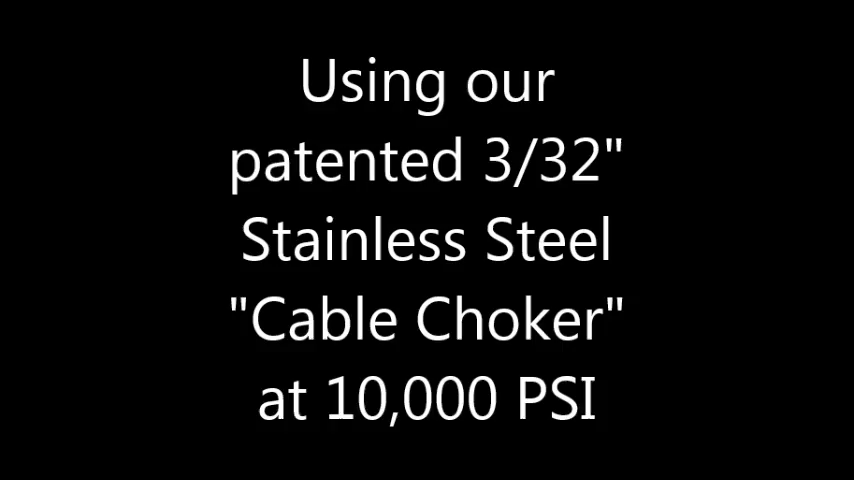 Using our
patented 3/32"
Stainless Steel
"Cable Choker"
at 10,000 PSI